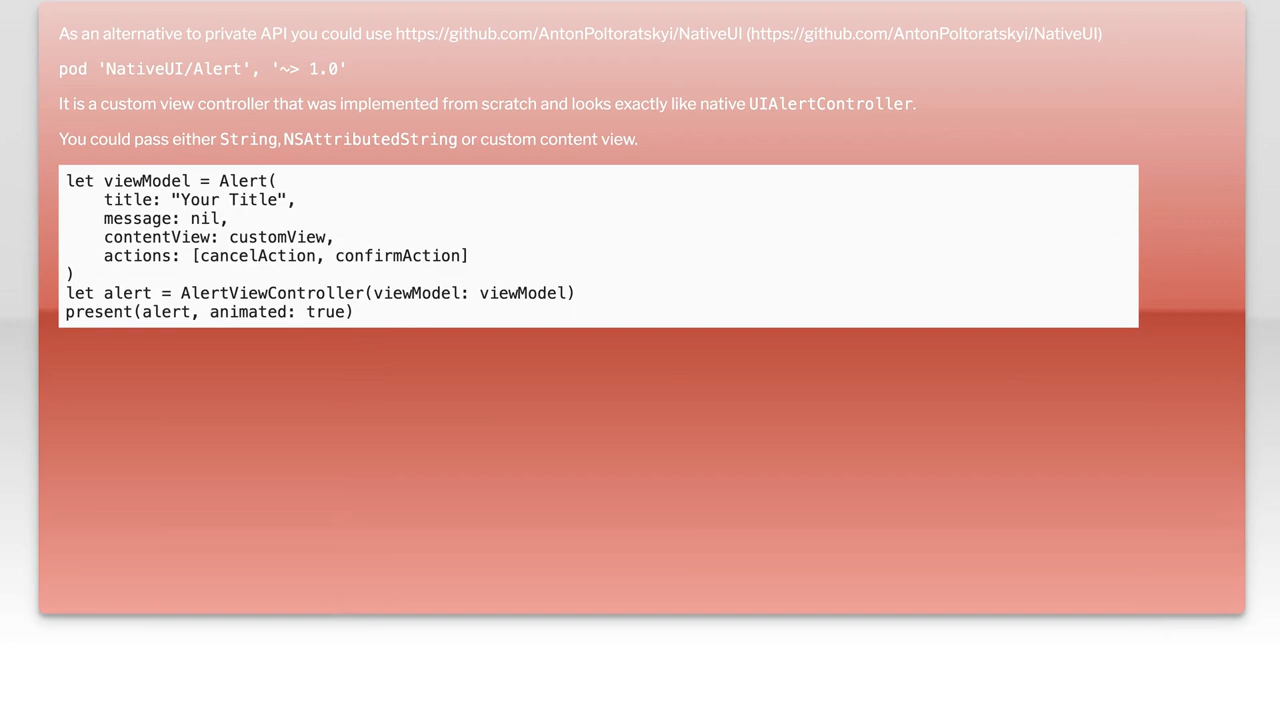 As an alternative to private API you could use https://github.com/AntonPoltoratskyi/NativeUI (https://github.com/AntonPoltoratskyi/NativeUI)
pod 'NativeUI/Alert', '~> 1.0'
It is a custom view controller that was implemented from scratch and looks exactly like native UIAlertController.
You could pass either String, NSAttributedString or custom content view.
let viewModel = Alert(
    title: "Your Title",
    message: nil,
    contentView: customView,
    actions: [cancelAction, confirmAction]
)
let alert = AlertViewController(viewModel: viewModel)
present(alert, animated: true)